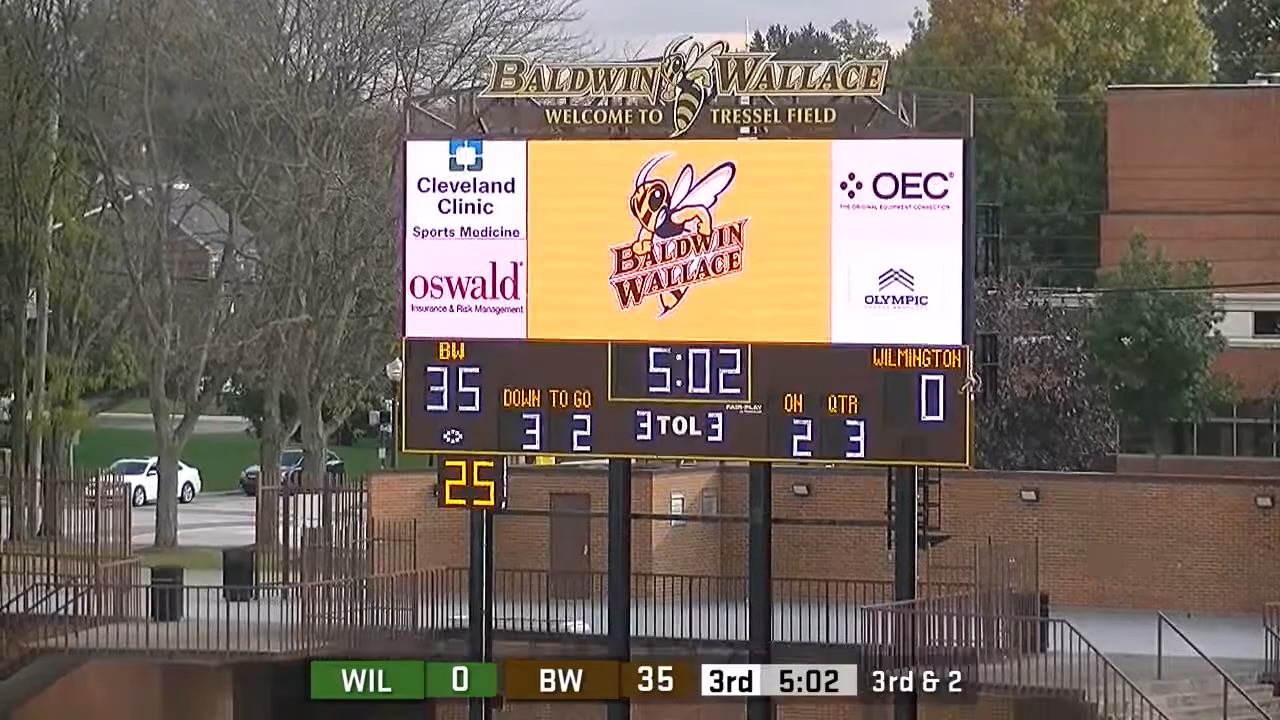 BALDWIN WALLACE
WELCOME TO TRESSEL FIELD
Cleveland
Clinic
Sports Medicine
oswald
Insurance & Risk Management
BALDWIN
WALLACE
OEC
THE ORIGINAL EQUIPMENT CONNECTION
OLYMPIC
BW
35
5:02
WILMINGTON
0
DOWN TO GO
3 2
3 TOL 3
FAIR-PLAY
ON QTR
2 3
25
WIL 0 BW 35 3rd 5:02 3rd & 2